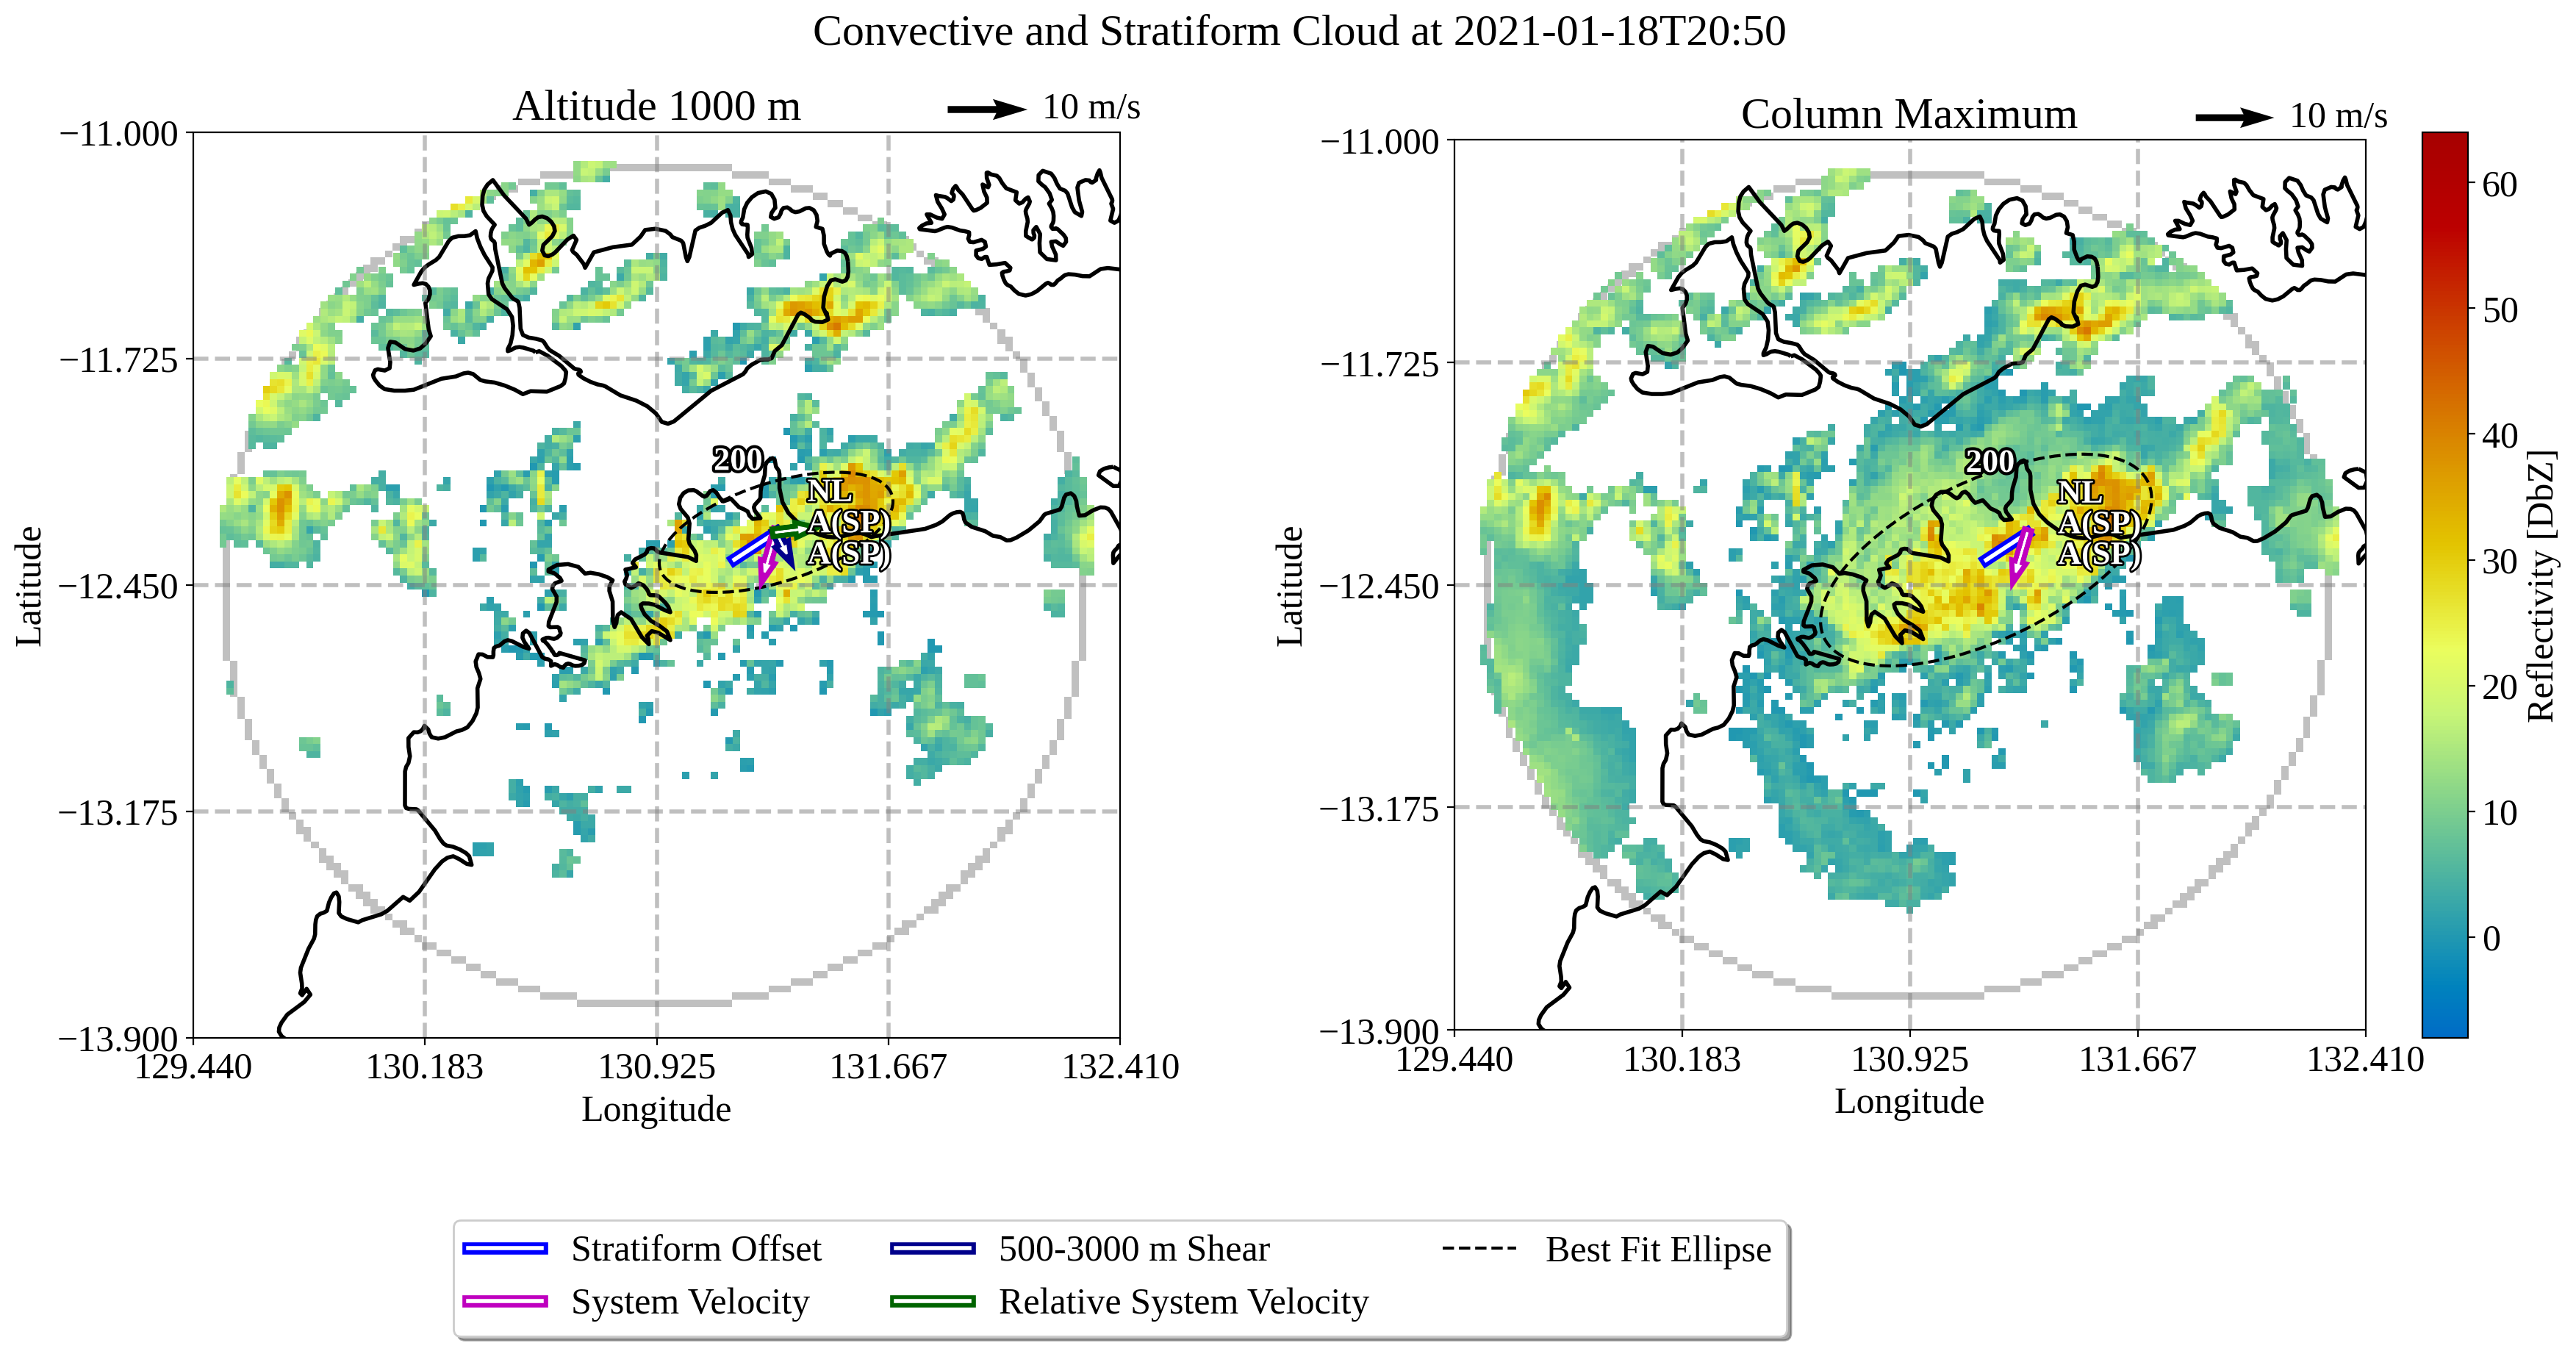 Convective and Stratiform Cloud at 2021-01-18T20:50
Altitude 1000 m
10 m/s
−11.000
−11.725
−12.450
−13.175
−13.900
Latitude
129.440
130.183
130.925
131.667
132.410
Longitude
200
NL
A(SP)
A(SP)
Column Maximum
10 m/s
−11.000
−11.725
−12.450
−13.175
−13.900
Latitude
129.440
130.183
130.925
131.667
132.410
Longitude
200
NL
A(SP)
A(SP)
60
50
40
30
20
10
0
Reflectivity [DbZ]
Stratiform Offset
System Velocity
500-3000 m Shear
Relative System Velocity
Best Fit Ellipse